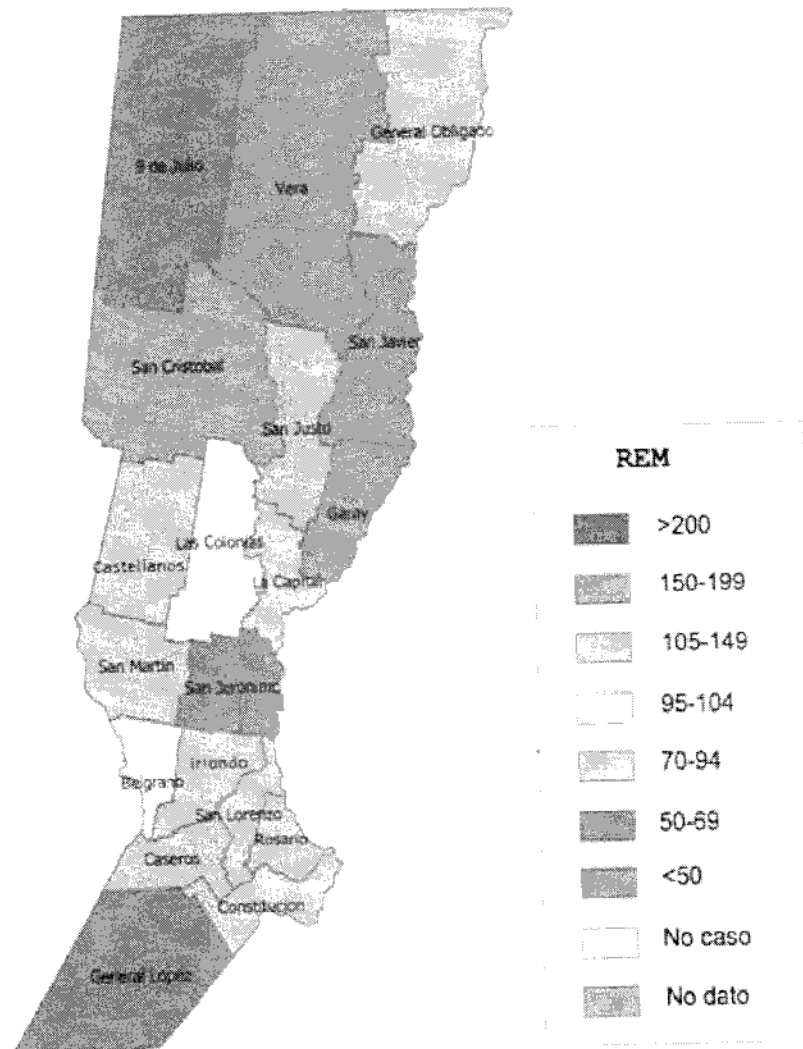 General Obligado
9 de Julio
Vera
San Javier
San Cristobal
San Justo
Garay
Las Colonias
Castellanos
La Capital
San Martin
San Jeronimo
Iriondo
Belgrano
San Lorenzo
Rosario
Caseros
Constitucion
General Lopez
REM
>200
150-199
105-149
95-104
70-94
50-69
<50
No caso
No dato